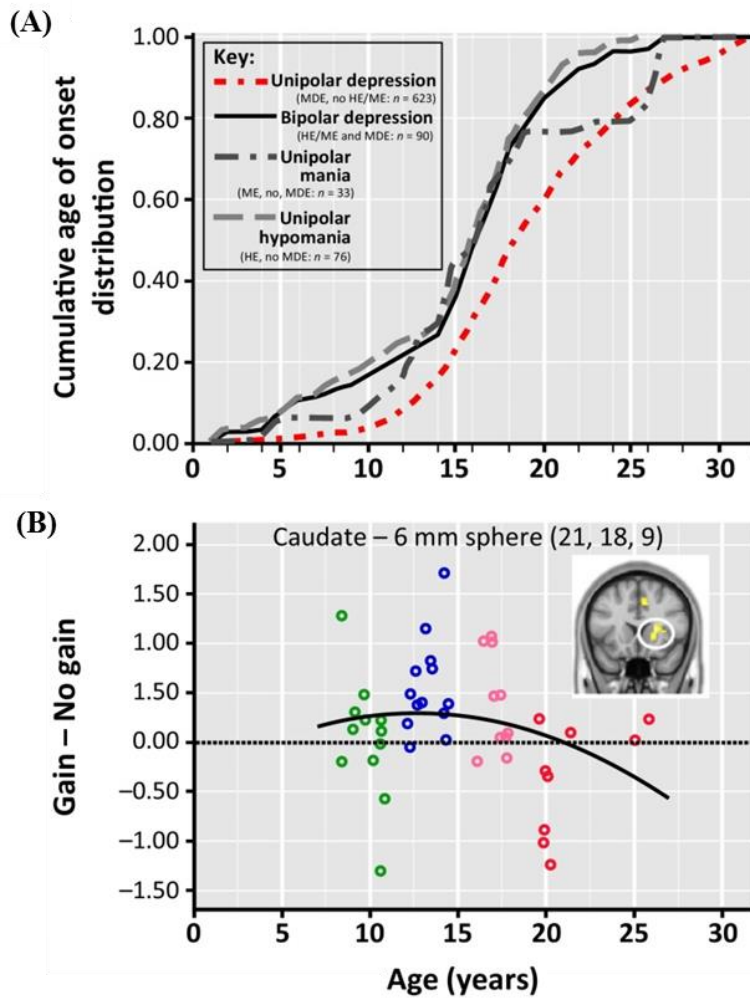 (A)
Cumulative age of onset
distribution
1.00
0.80
0.60
0.40
0.20
0.00
Key:
Unipolar depression
(MDE, no HE/ME: n = 623)
Bipolar depression
(HE/ME and MDE: n = 90)
Unipolar
mania
(ME, no, MDE: n = 33)
Unipolar
hypomania
(HE, no MDE: n = 76)
0 5 10 15 20 25 30
(B)
Caudate – 6 mm sphere (21, 18, 9)
Gain – No gain
2.00
1.50
1.00
1.50
0.00
–0.50
–1.00
–1.50
0 5 10 15 20 25 30
Age (years)